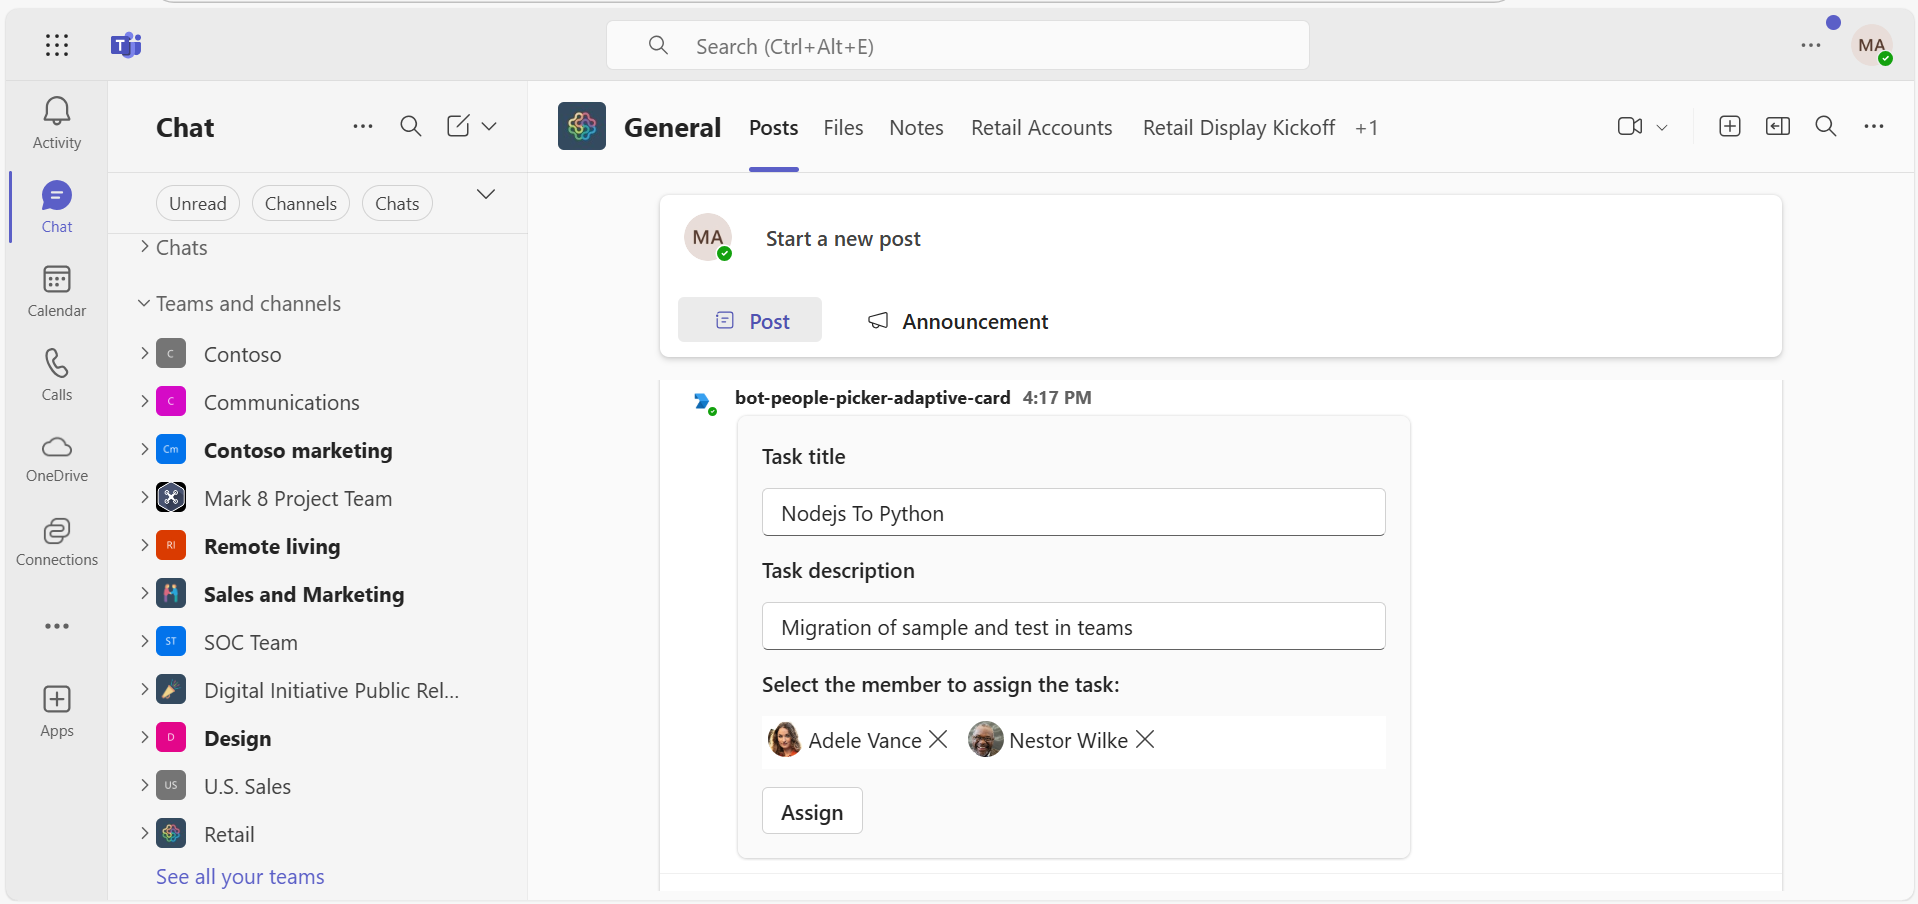 Search (Ctrl+Alt+E)
MA
Activity
Chat
Calendar
Calls
OneDrive
Connections
Apps
Chat
Unread
Channels
Chats
Chats
Teams and channels
C
Contoso
C
Communications
Cm
Contoso marketing
Mark 8 Project Team
RI
Remote living
Sales and Marketing
ST
SOC Team
Digital Initiative Public Rel...
D
Design
US
U.S. Sales
Retail
See all your teams
General
Posts
Files
Notes
Retail Accounts
Retail Display Kickoff
+1
MA
Start a new post
Post
Announcement
bot-people-picker-adaptive-card 4:17 PM
Task title
Nodejs To Python
Task description
Migration of sample and test in teams
Select the member to assign the task:
Adele Vance
Nestor Wilke
Assign